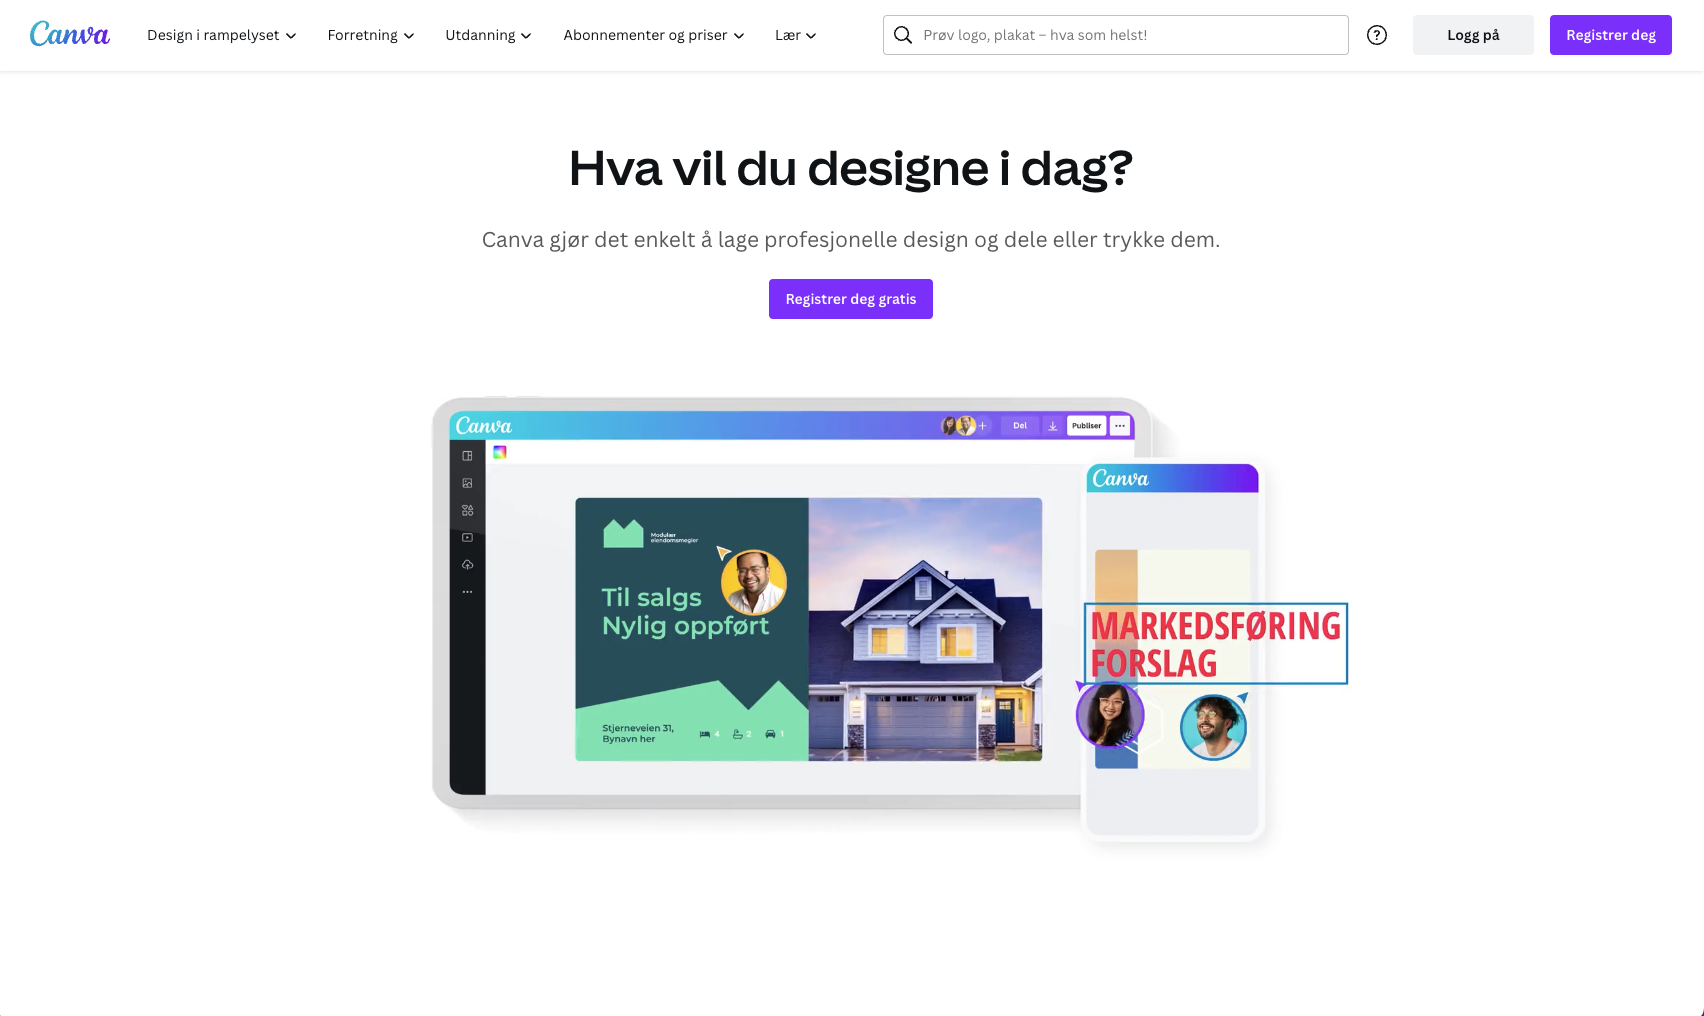 Canva
Design i rampelyset
Forretning
Utdanning
Abonnementer og priser
Lær
Prøv logo, plakat – hva som helst!
?
Logg på
Registrer deg
Hva vil du designe i dag?
Canva gjør det enkelt å lage profesjonelle design og dele eller trykke dem.
Registrer deg gratis
Canva
+
Del
Publiser
Modulær
eiendomsmegler
Til salgs
Nylig oppført
Stjerneveien 31,
Bynavn her
4
2
1
Canva
MARKEDSFØRING
FORSLAG